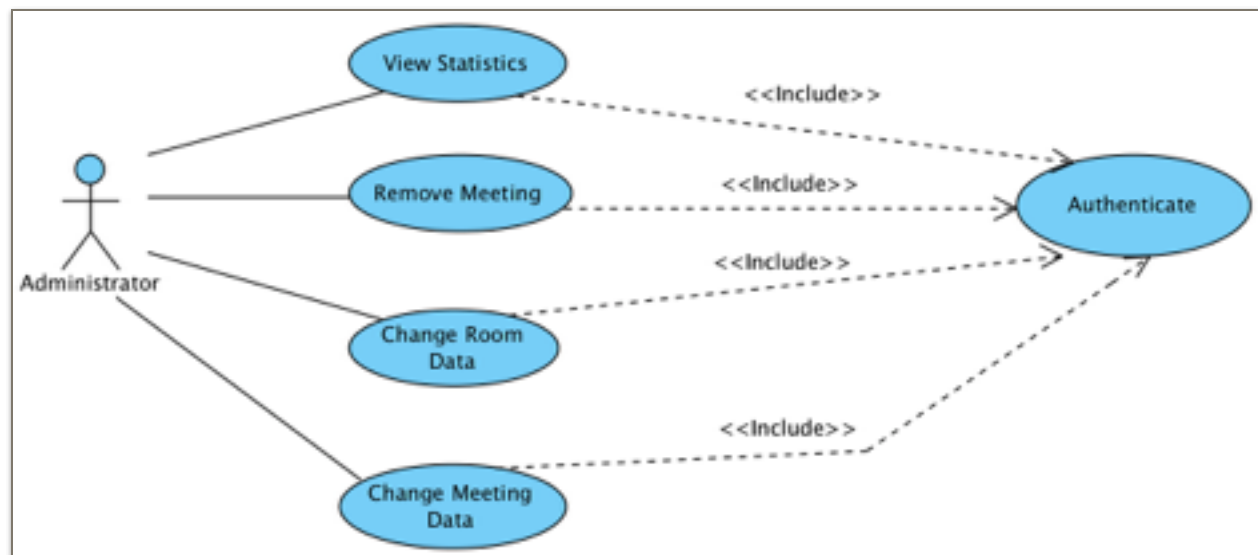 View Statistics
<<Include>>
Remove Meeting
<<Include>>
Authenticate
<<Include>>
Administrator
Change Room
Data
<<Include>>
Change Meeting
Data